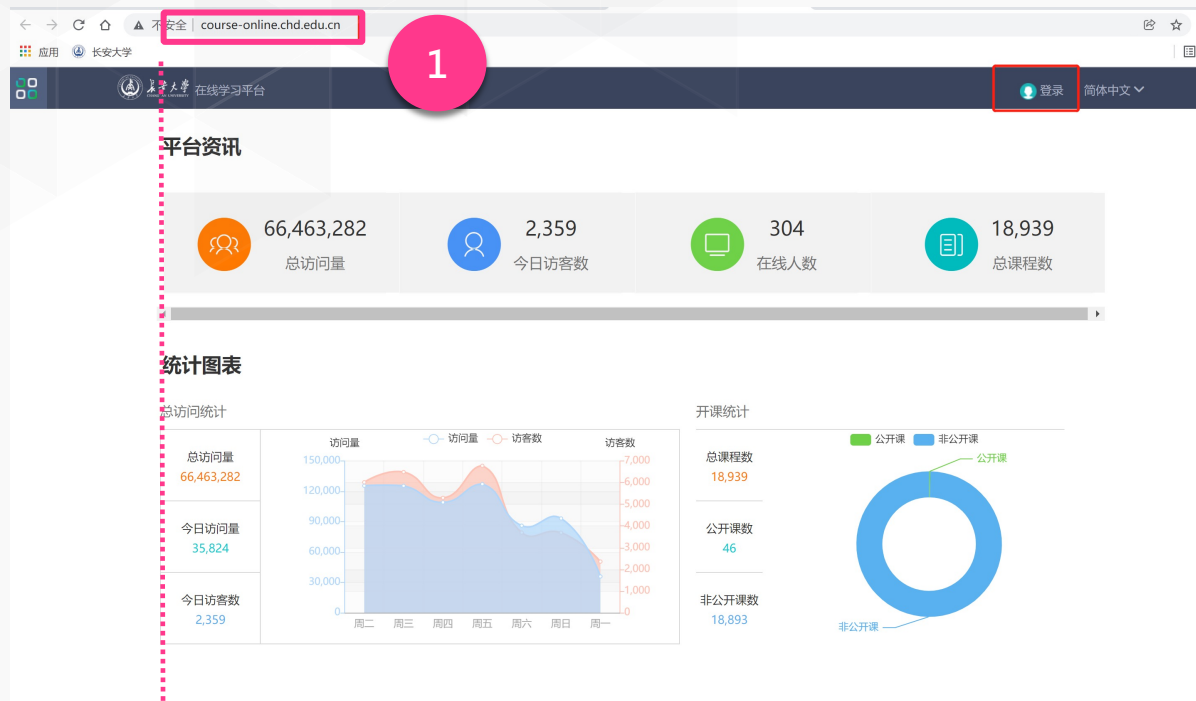 不安全 course-online.chd.edu.cn
应用 长安大学
1
长安大学 在线学习平台 登录 简体中文
平台资讯
66,463,282 2,359 304 18,939
总访问量 今日访客数 在线人数 总课程数
统计图表
总访问统计 开课统计
访问量 访问量 访客数 访客数
公开课 非公开课
总访问量
66,463,282
今日访问量
35,824
今日访客数
2,359
150,000
120,000
90,000
60,000
30,000
0
7,000
6,000
5,000
4,000
3,000
2,000
1,000
0
周二 周三 周四 周五 周六 周日 周一
总课程数
18,939
公开课数
46
非公开课数
18,893
公开课
非公开课